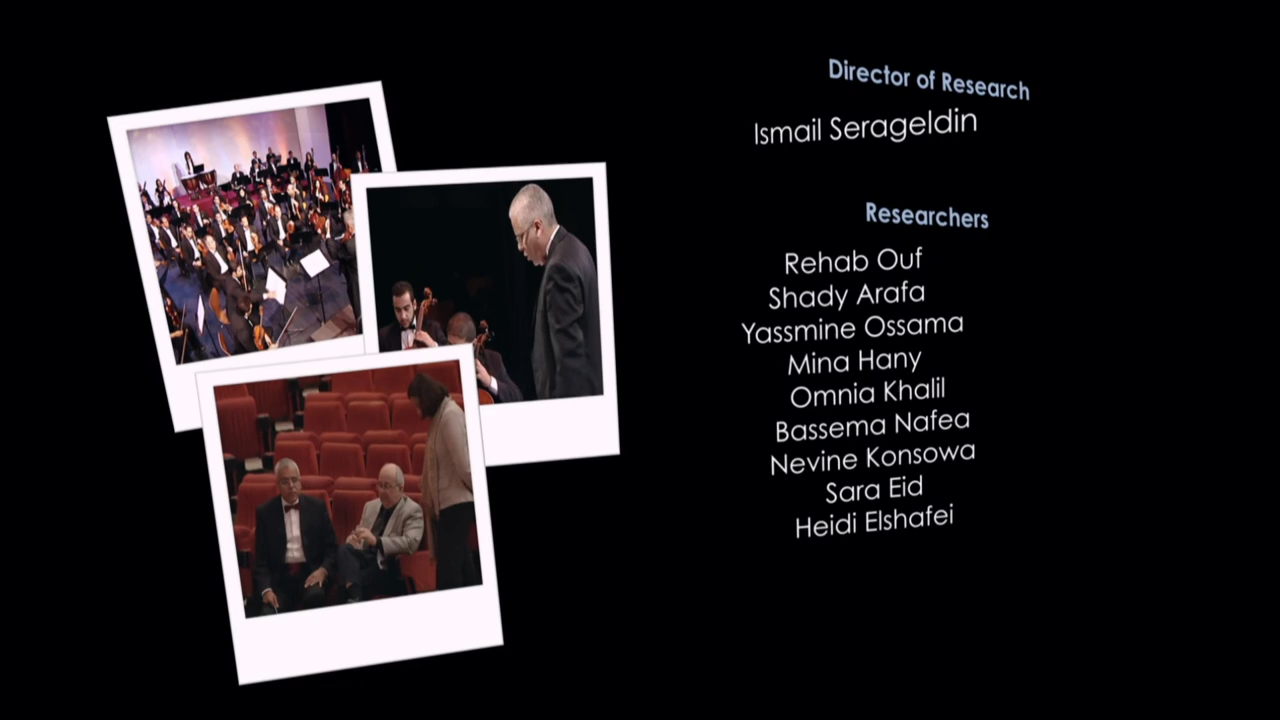 Director of Research
Ismail Serageldin
Researchers
Rehab Ouf
Shady Arafa
Yassmine Ossama
Mina Hany
Omnia Khalil
Bassema Nafea
Nevine Konsowa
Sara Eid
Heidi Elshafei